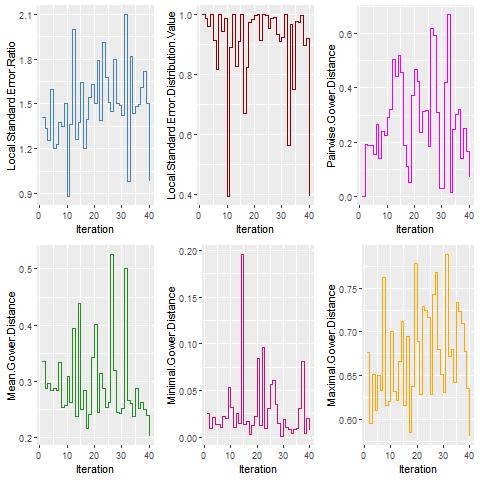 Local.Standard.Error.Ratio
2.1
1.8
1.5
1.2
0.9
0 10 20 30 40
Iteration
Local.Standard.Error.Distribution.Value
1.0
0.8
0.6
0.4
0 10 20 30 40
Iteration
Pairwise.Gower.Distance
0.6
0.4
0.2
0.0
0 10 20 30 40
Iteration
Mean.Gower.Distance
0.5
0.4
0.3
0.2
0 10 20 30 40
Iteration
Minimal.Gower.Distance
0.20
0.15
0.10
0.05
0.00
0 10 20 30 40
Iteration
Maximal.Gower.Distance
0.75
0.70
0.65
0.60
0 10 20 30 40
Iteration